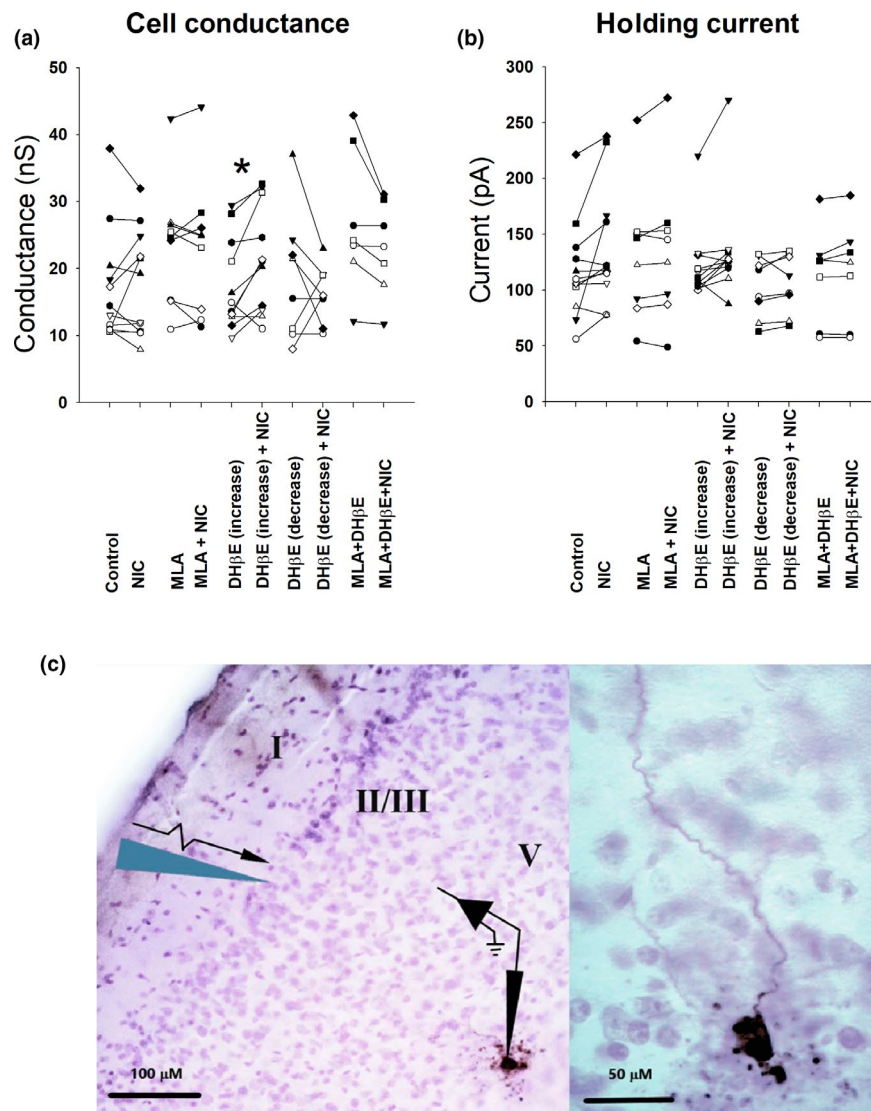 Cell conductance
Holding current
(a)
(b)
Conductance (nS)
50
40
30
20
10
0
*
Control
NIC
MLA
MLA + NIC
DHβE (increase)
DHβE (increase) + NIC
DHβE (decrease)
DHβE (decrease) + NIC
MLA+DHβE
MLA+DHβE+NIC
Current (pA)
300
250
200
150
100
50
0
Control
NIC
MLA
MLA + NIC
DHβE (increase)
DHβE (increase) + NIC
DHβE (decrease)
DHβE (decrease) + NIC
MLA+DHβE
MLA+DHβE+NIC
(c)
I
II/III
V
100 μM
50 μM